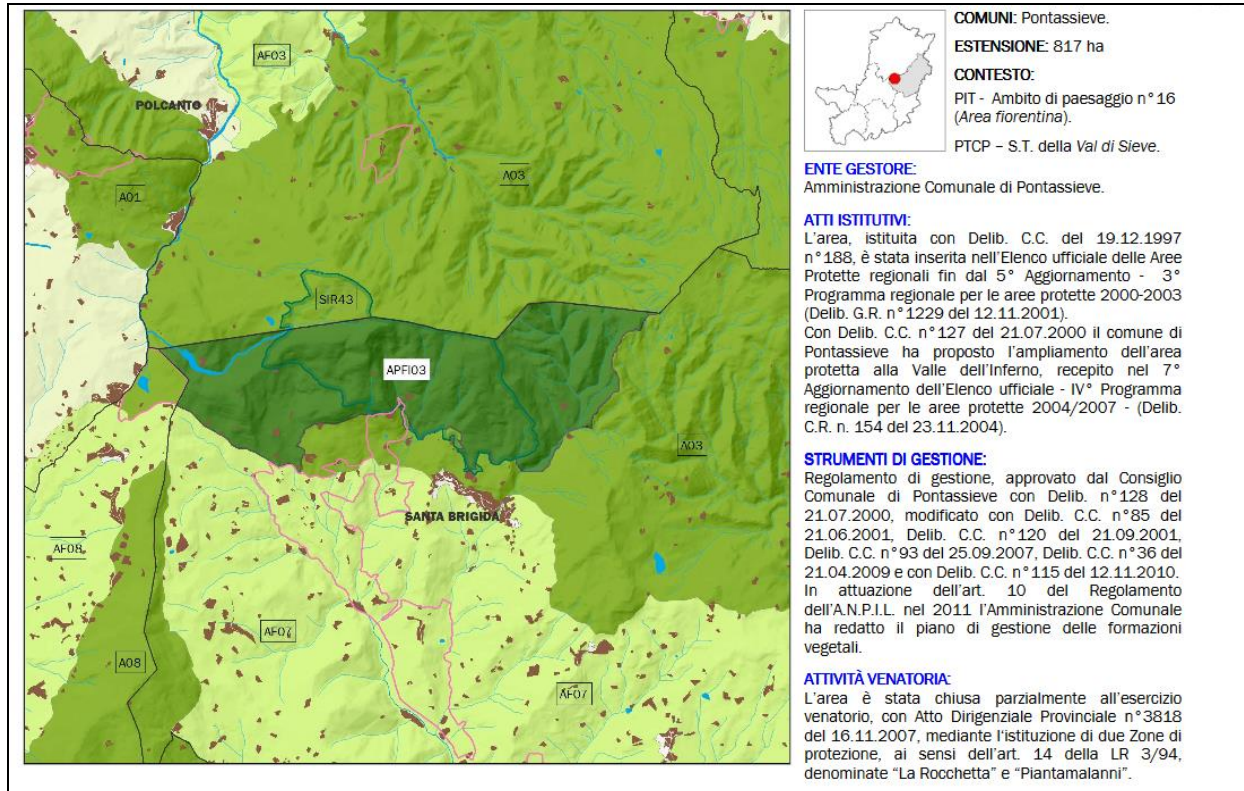 AF03
POLCANTO
A03
A01
SIR43
APFI03
A03
SANTA BRIGIDA
AF08
AF07
A08
AF07
COMUNI: Pontassieve.
ESTENSIONE: 817 ha
CONTESTO:
PIT - Ambito di paesaggio n°16
(Area fiorentina).
PTCP – S.T. della Val di Sieve.
ENTE GESTORE:
Amministrazione Comunale di Pontassieve.
ATTI ISTITUTIVI:
L'area, istituita con Delib. C.C. del 19.12.1997
n°188, è stata inserita nell'Elenco ufficiale delle Aree
Protette regionali fin dal 5° Aggiornamento - 3°
Programma regionale per le aree protette 2000-2003
(Delib. G.R. n°1229 del 12.11.2001).
Con Delib. C.C. n°127 del 21.07.2000 il comune di
Pontassieve ha proposto l'ampliamento dell'area
protetta alla Valle dell'Inferno, recepito nel 7°
Aggiornamento dell'Elenco ufficiale - IV° Programma
regionale per le aree protette 2004/2007 - (Delib.
C.R. n. 154 del 23.11.2004).
STRUMENTI DI GESTIONE:
Regolamento di gestione, approvato dal Consiglio
Comunale di Pontassieve con Delib. n°128 del
21.07.2000, modificato con Delib. C.C. n°85 del
21.06.2001, Delib. C.C. n°120 del 21.09.2001,
Delib. C.C. n°93 del 25.09.2007, Delib. C.C. n°36 del
21.04.2009 e con Delib. C.C. n°115 del 12.11.2010.
In attuazione dell'art. 10 del Regolamento
dell'A.N.P.I.L. nel 2011 l'Amministrazione Comunale
ha redatto il piano di gestione delle formazioni
vegetali.
ATTIVITÀ VENATORIA:
L'area è stata chiusa parzialmente all'esercizio
venatorio, con Atto Dirigenziale Provinciale n°3818
del 16.11.2007, mediante l'istituzione di due Zone di
protezione, ai sensi dell'art. 14 della LR 3/94,
denominate "La Rocchetta" e "Piantamalanni".